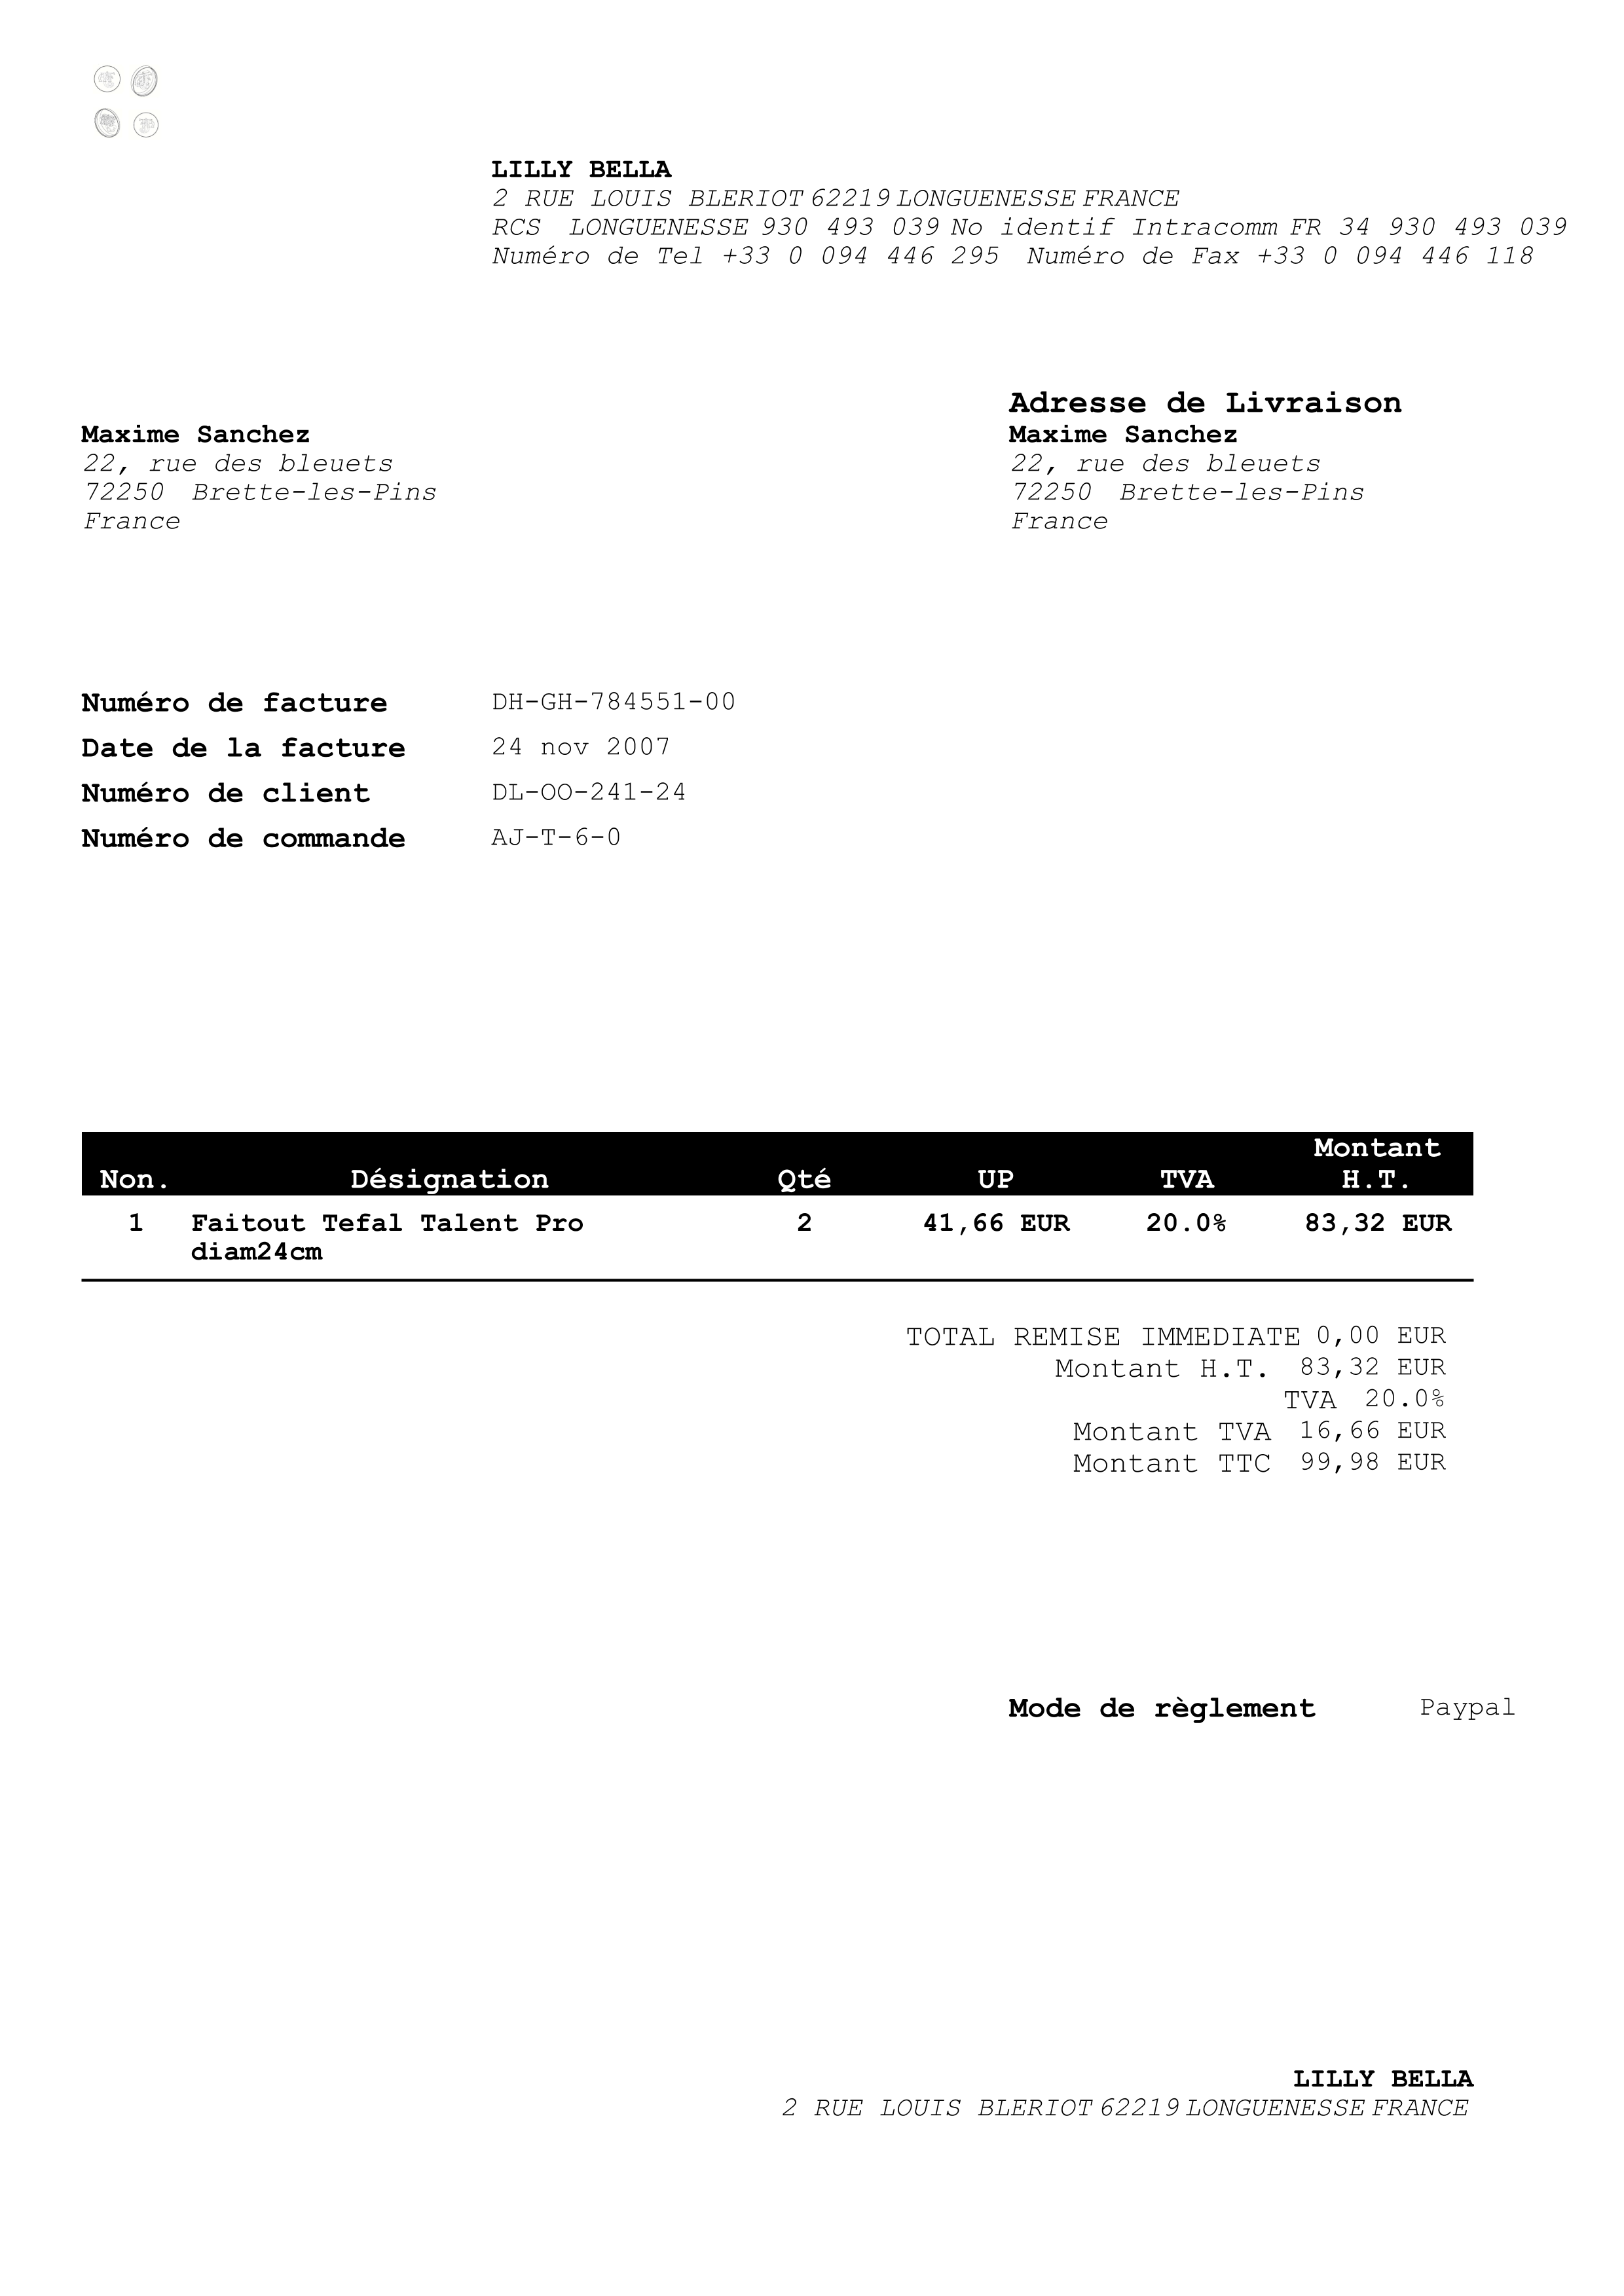 LILLY BELLA
2 RUE LOUIS BLERIOT 62219 LONGUENESSE FRANCE
RCS LONGUENESSE 930 493 039 No identif Intracomm FR 34 930 493 039
Numéro de Tel +33 0 094 446 295 Numéro de Fax +33 0 094 446 118
Adresse de Livraison
Maxime Sanchez Maxime Sanchez
22, rue des bleuets 22, rue des bleuets
72250 Brette-les-Pins 72250 Brette-les-Pins
France France
Numéro de facture DH-GH-784551-00
Date de la facture 24 nov 2007
Numéro de client DL-OO-241-24
Numéro de commande AJ-T-6-0
Montant
Non. Désignation Qté UP TVA H.T.
1 Faitout Tefal Talent Pro 2 41,66 EUR 20.0% 83,32 EUR
diam24cm
TOTAL REMISE IMMEDIATE 0,00 EUR
Montant H.T. 83,32 EUR
TVA 20.0%
Montant TVA 16,66 EUR
Montant TTC 99,98 EUR
Mode de règlement Paypal
LILLY BELLA
2 RUE LOUIS BLERIOT 62219 LONGUENESSE FRANCE